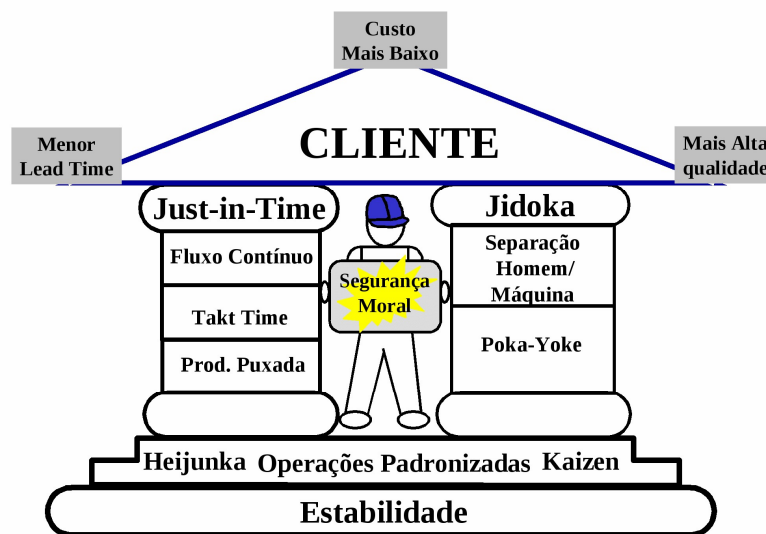 Custo
Mais Baixo
CLIENTE
Menor
Lead Time
Mais Alta
qualidade
Just-in-Time
Jidoka
Fluxo Contínuo
Takt Time
Prod. Puxada
Segurança
Moral
Separação
Homem/
Máquina
Poka-Yoke
Heijunka Operações Padronizadas Kaizen
Estabilidade